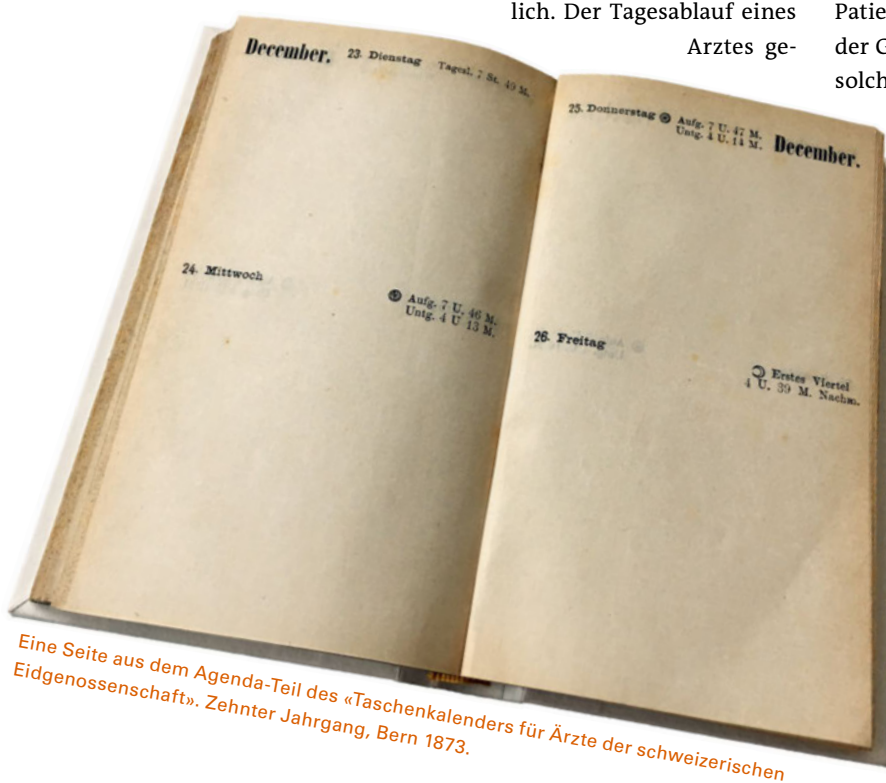 lich. Der Tagesablauf eines
Arztes ge-
Patie
der G
solch
December.
23. Dienstag
Tagesl. 7 St. 49 M.
24. Mittwoch
Aufg. 7 U. 46 M.
Untg. 4 U 13 M.
25. Donnerstag
Aufg. 7 U. 47 M.
Untg. 4 U. 14 M.
December.
26. Freitag
Erstes Viertel
4 U. 39 M. Nachm.
Eine Seite aus dem Agenda-Teil des «Taschenkalenders für Ärzte der schweizerischen
Eidgenossenschaft». Zehnter Jahrgang, Bern 1873.